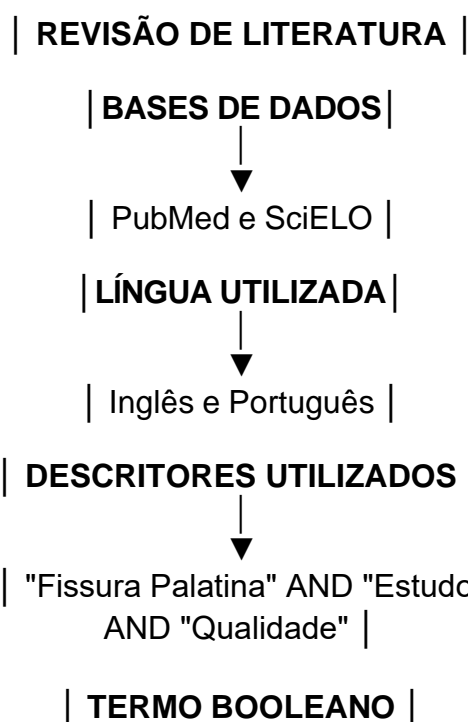 | REVISÃO DE LITERATURA |
|BASES DE DADOS|
| PubMed e SciELO |
|LÍNGUA UTILIZADA|
| Inglês e Português |
| DESCRITORES UTILIZADOS
| "Fissura Palatina" AND "Estudo
AND "Qualidade" |
| TERMO BOOLEANO |